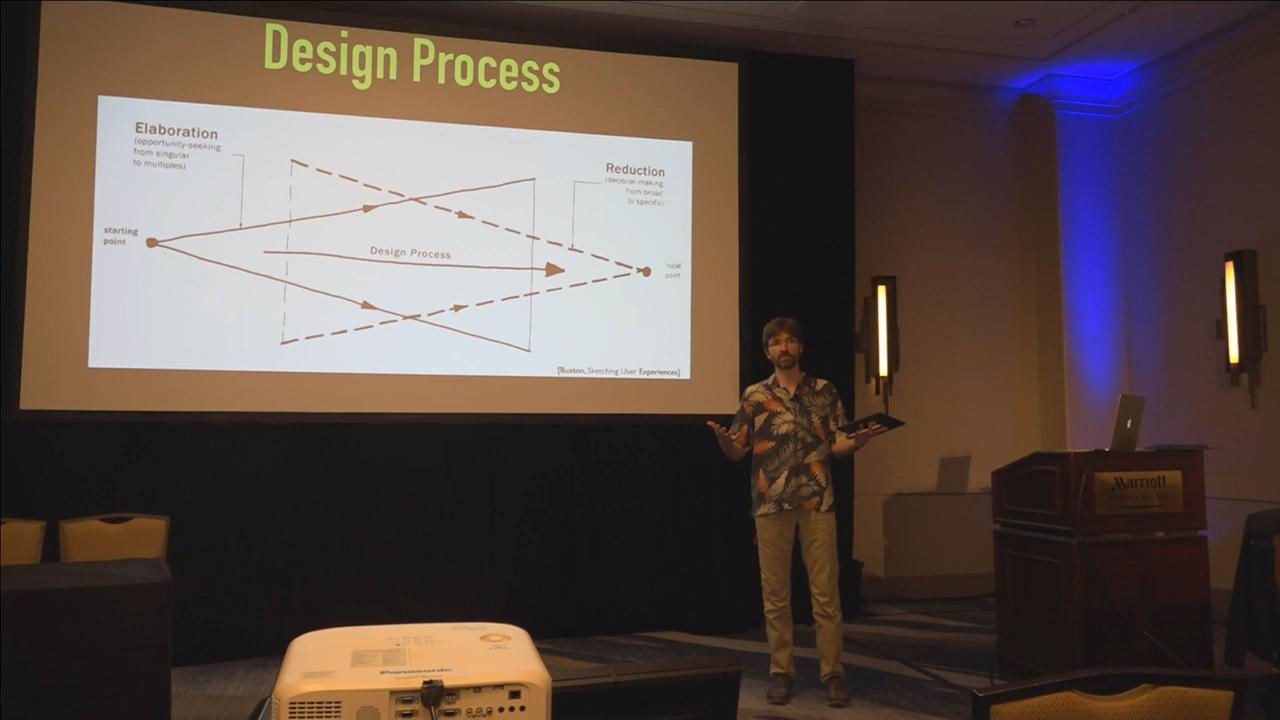 Design Process
Elaboration
(opportunity-seeking:
from singular
to multiples)
Reduction
(decision-making:
from broad
to specific)
starting
point
Design Process
focal
point
[Buxton, Sketching User Experiences]
Marriott
Panasonic